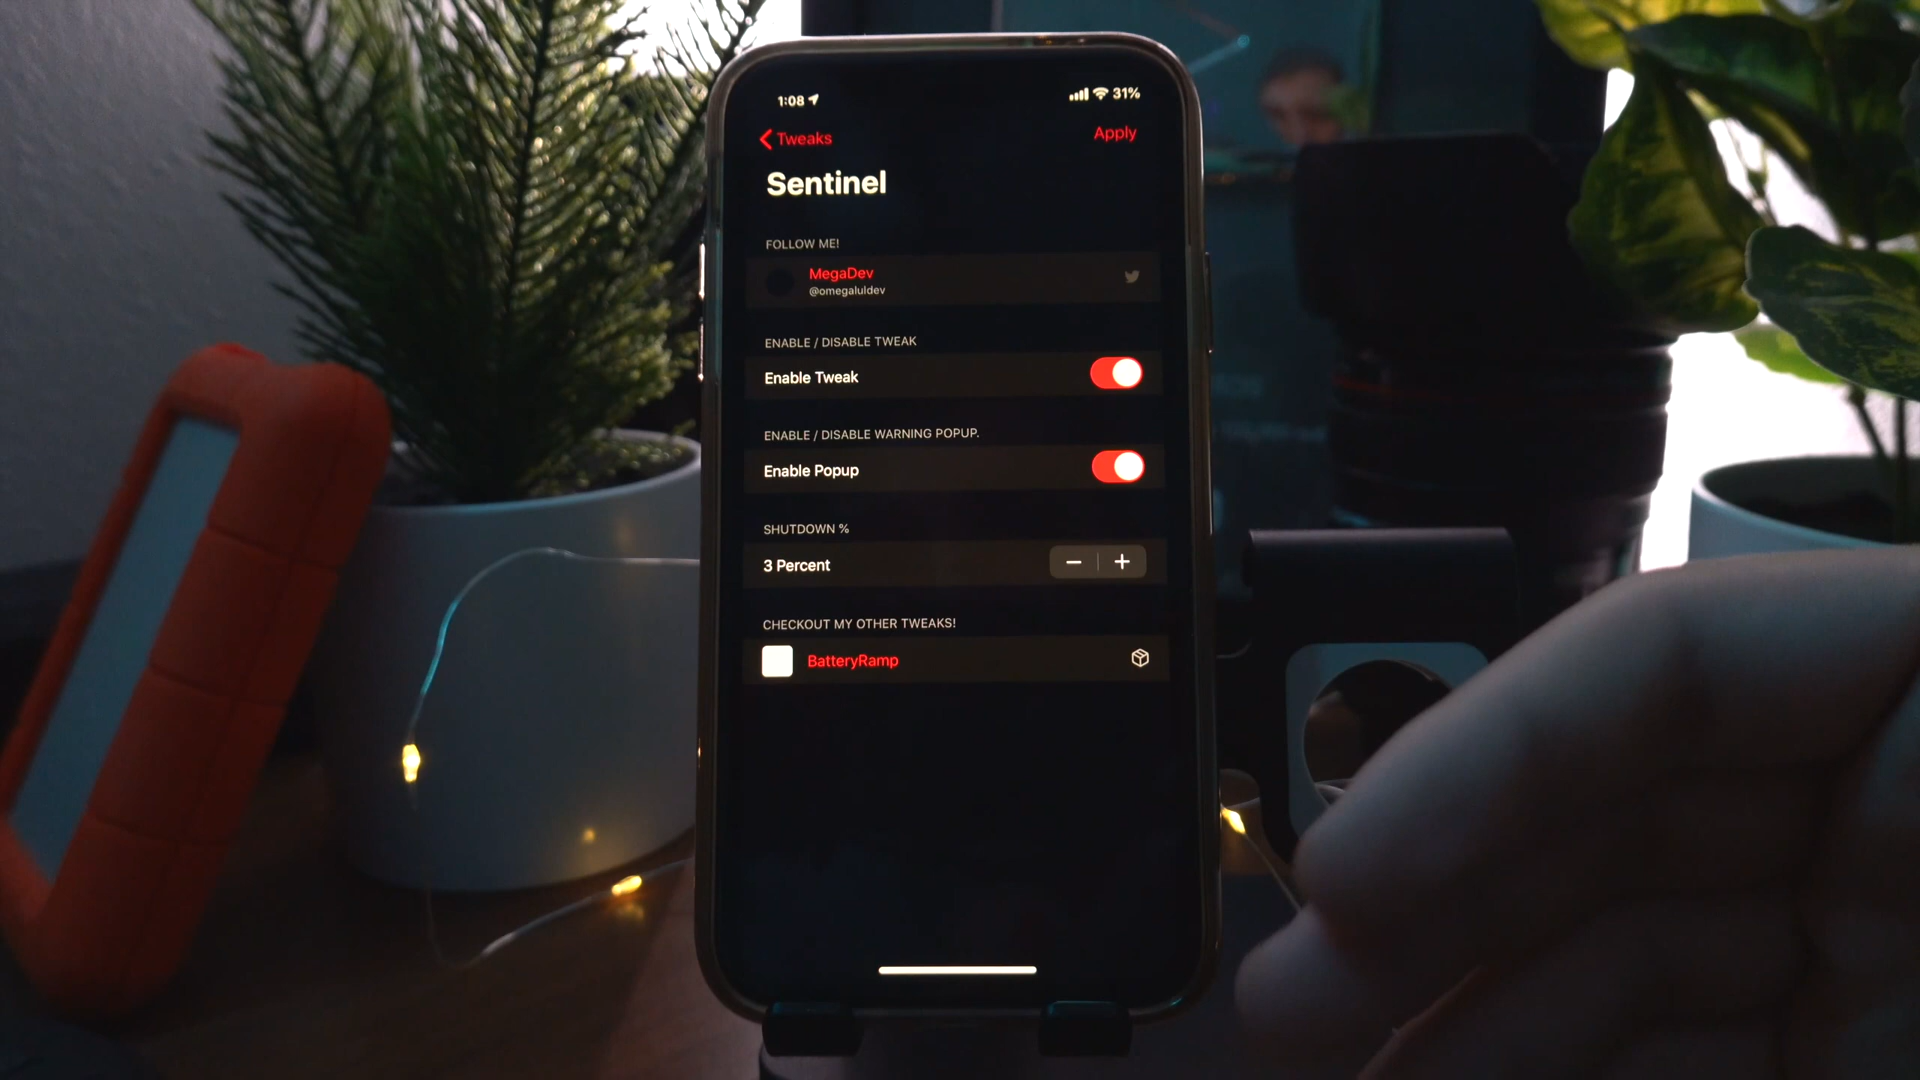 1:08
31%
Tweaks
Apply
Sentinel
FOLLOW ME!
MegaDev
@omegaluldev
ENABLE / DISABLE TWEAK
Enable Tweak
ENABLE / DISABLE WARNING POPUP.
Enable Popup
SHUTDOWN %
3 Percent
CHECKOUT MY OTHER TWEAKS!
BatteryRamp